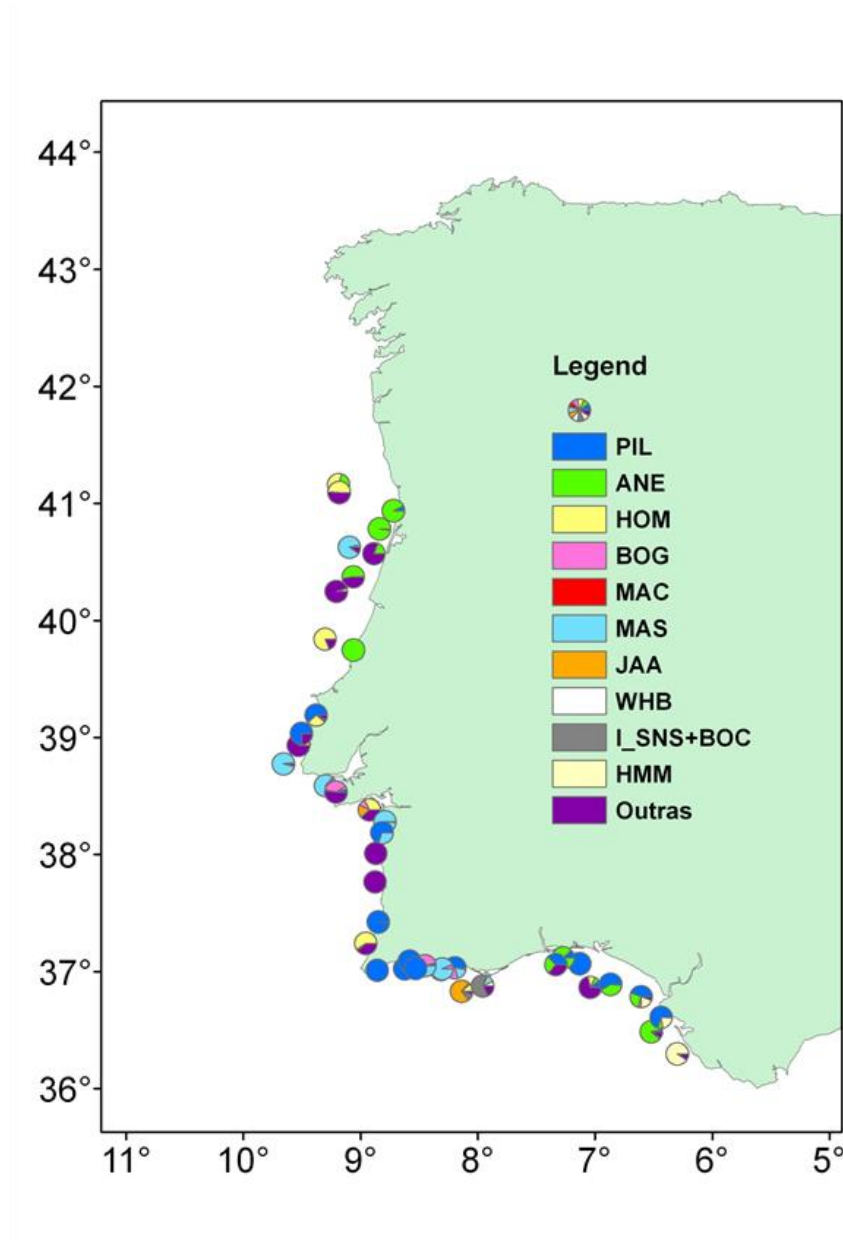 44°
43°
42°
41°
40°
39°
38°
37°
36°
Legend
PIL
ANE
HOM
BOG
MAC
MAS
JAA
WHB
I_SNS+BOC
HMM
Outras
11° 10° 9° 8° 7° 6° 5°